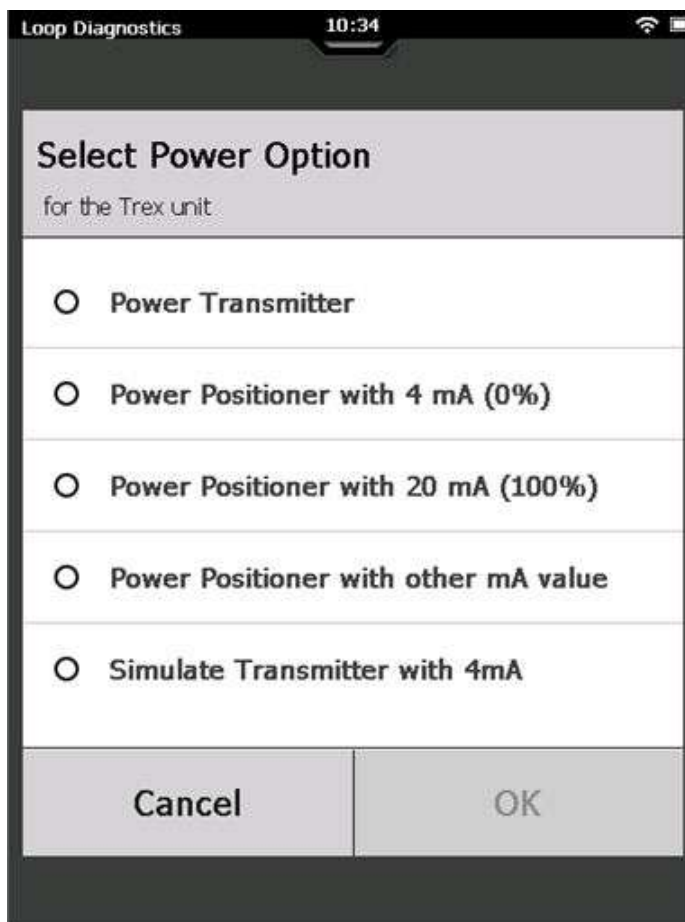 Loop Diagnostics 10:34
Select Power Option
for the Trex unit
Power Transmitter
Power Positioner with 4 mA (0%)
Power Positioner with 20 mA (100%)
Power Positioner with other mA value
Simulate Transmitter with 4mA
Cancel OK